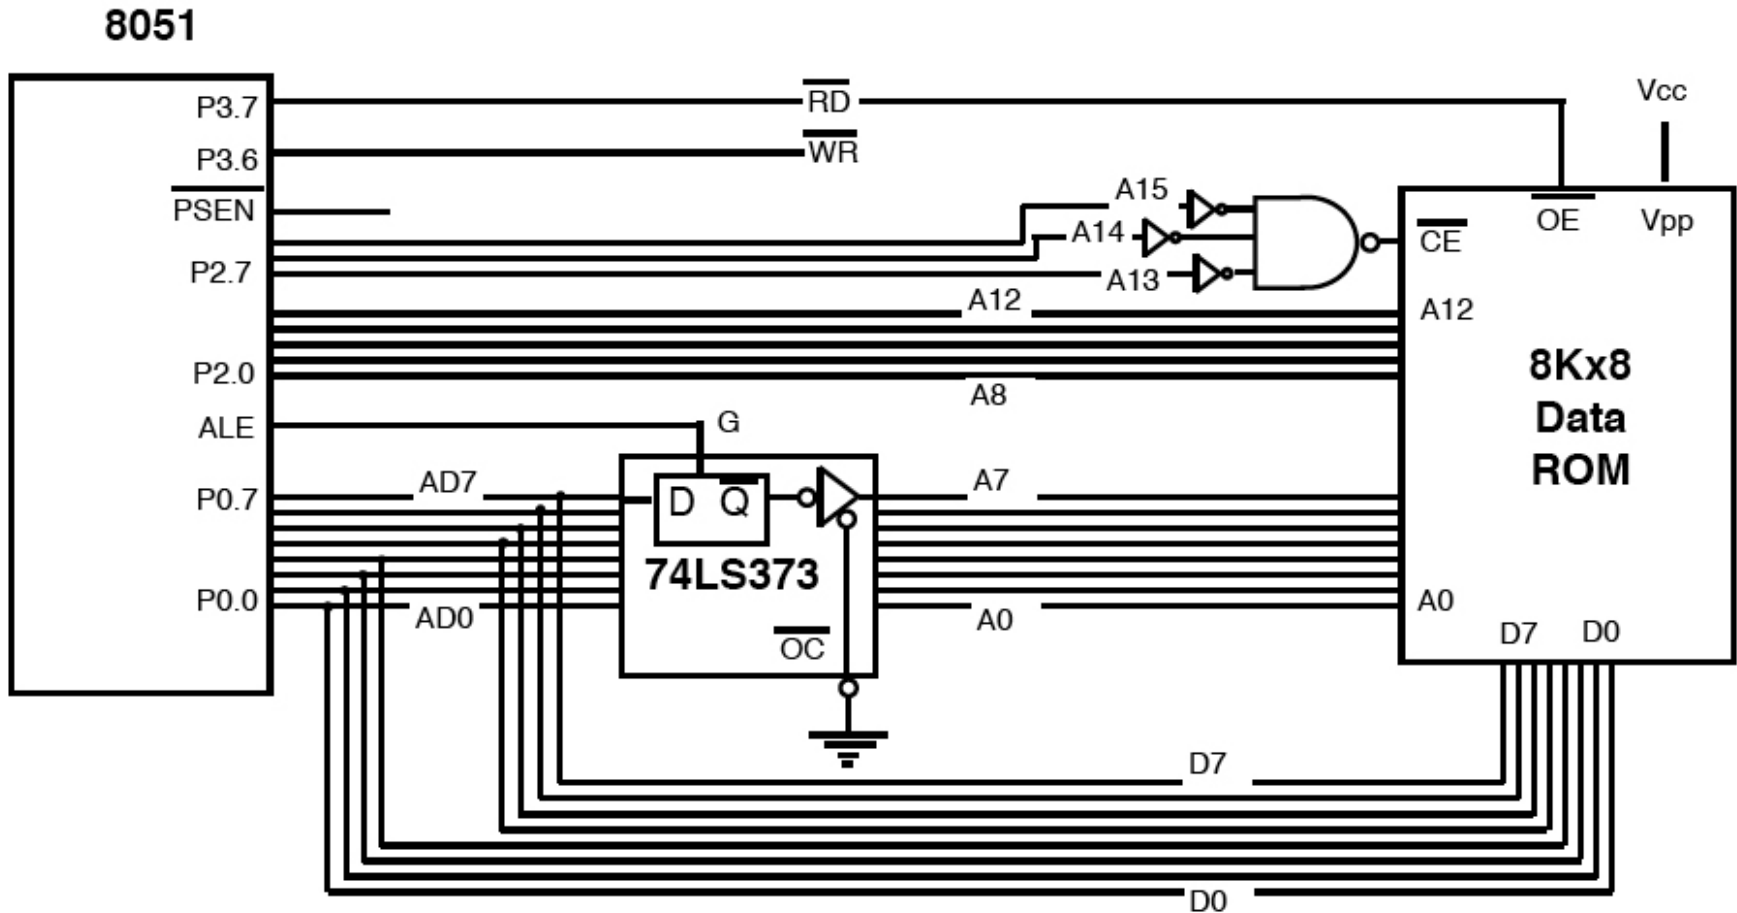 8051
P3.7
RD
Vcc
P3.6
WR
A15
PSEN
OE
Vpp
A14
CE
P2.7
A13
A12
A12
8Kx8
Data
ROM
P2.0
A8
ALE
G
AD7
A7
P0.7
D
Q
74LS373
P0.0
AD0
A0
A0
OC
D7
D0
D7
D0